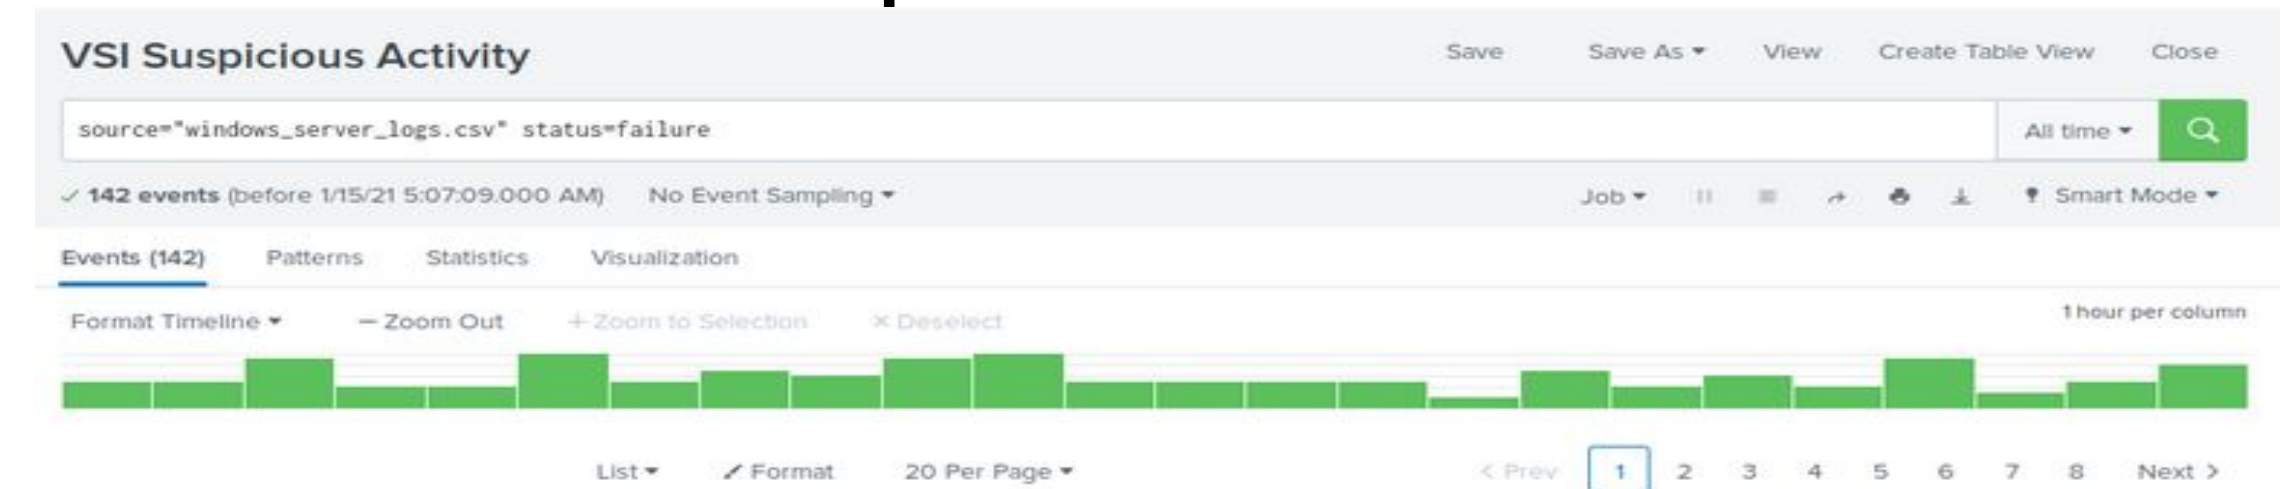 VSI Suspicious Activity
Save Save As View Create Table View Close
source="windows_server_logs.csv" status=failure
All time
142 events (before 1/15/21 5:07:09.000 AM) No Event Sampling
Job Smart Mode
Events (142) Patterns Statistics Visualization
Format Timeline — Zoom Out + Zoom to Selection × Deselect
1 hour per column
List Format 20 Per Page
< Prev 1 2 3 4 5 6 7 8 Next >